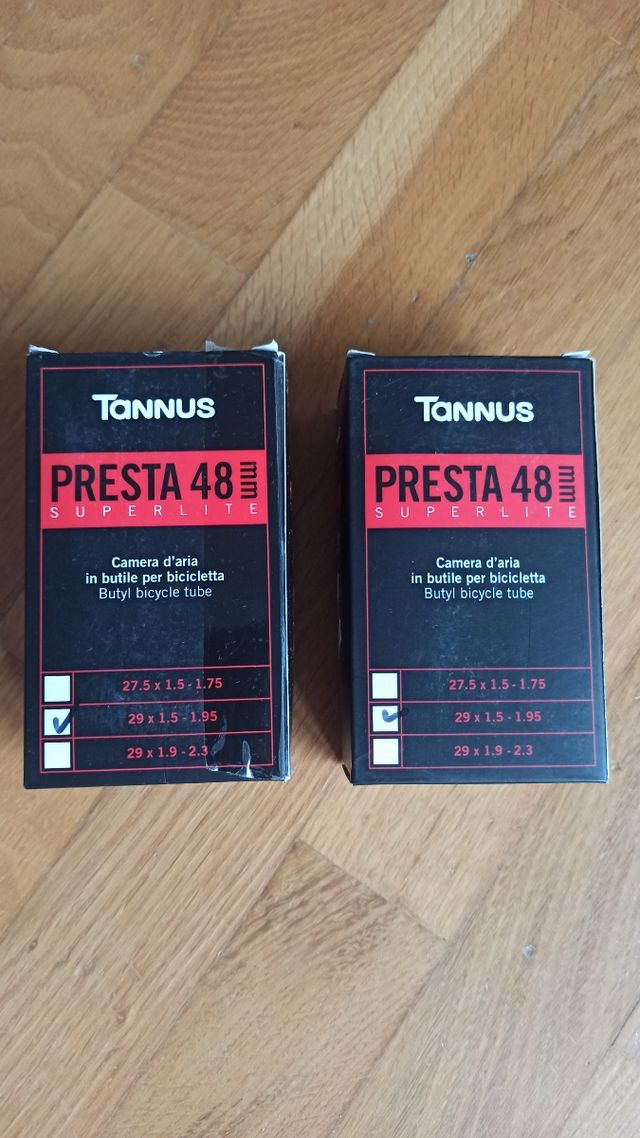 TANNUS
PRESTA 48 mm
SUPERLITE
Camera d'aria
in butile per bicicletta
Butyl bicycle tube
27.5 x 1.5 - 1.75
29 x 1.5 - 1.95
29 x 1.9 - 2.3
TANNUS
PRESTA 48 mm
SUPERLITE
Camera d'aria
in butile per bicicletta
Butyl bicycle tube
27.5 x 1.5 - 1.75
29 x 1.5 - 1.95
29 x 1.9 - 2.3